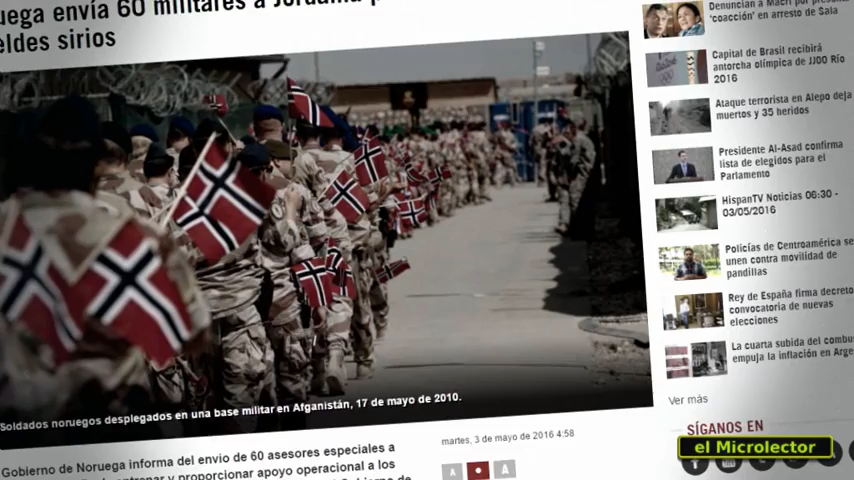 uega envía 60 militares a Jordania p
eldes sirios
Soldados noruegos desplegados en una base militar en Afganistán, 17 de mayo de 2010.
Gobierno de Noruega informa del envio de 60 asesores especiales a
entrenar y proporcionar apoyo operacional a los
martes, 3 de mayo de 2016 4:58
A
A
Denuncian a Macri por
'coacción' en arresto de Sala
Capital de Brasil recibirá
antorcha olímpica de JJOO Río
2016
Ataque terrorista en Alepo deja
muertos y 35 heridos
Presidente Al-Asad confirma
lista de elegidos para el
Parlamento
HispanTV Noticias 06:30 -
03/05/2016
Policías de Centroamérica se
unen contra movilidad de
pandillas
Rey de España firma decreto
convocatoria de nuevas
elecciones
La cuarta subida del combu
empuja la inflación en Arge
Ver más
SÍGANOS EN
el Microlector